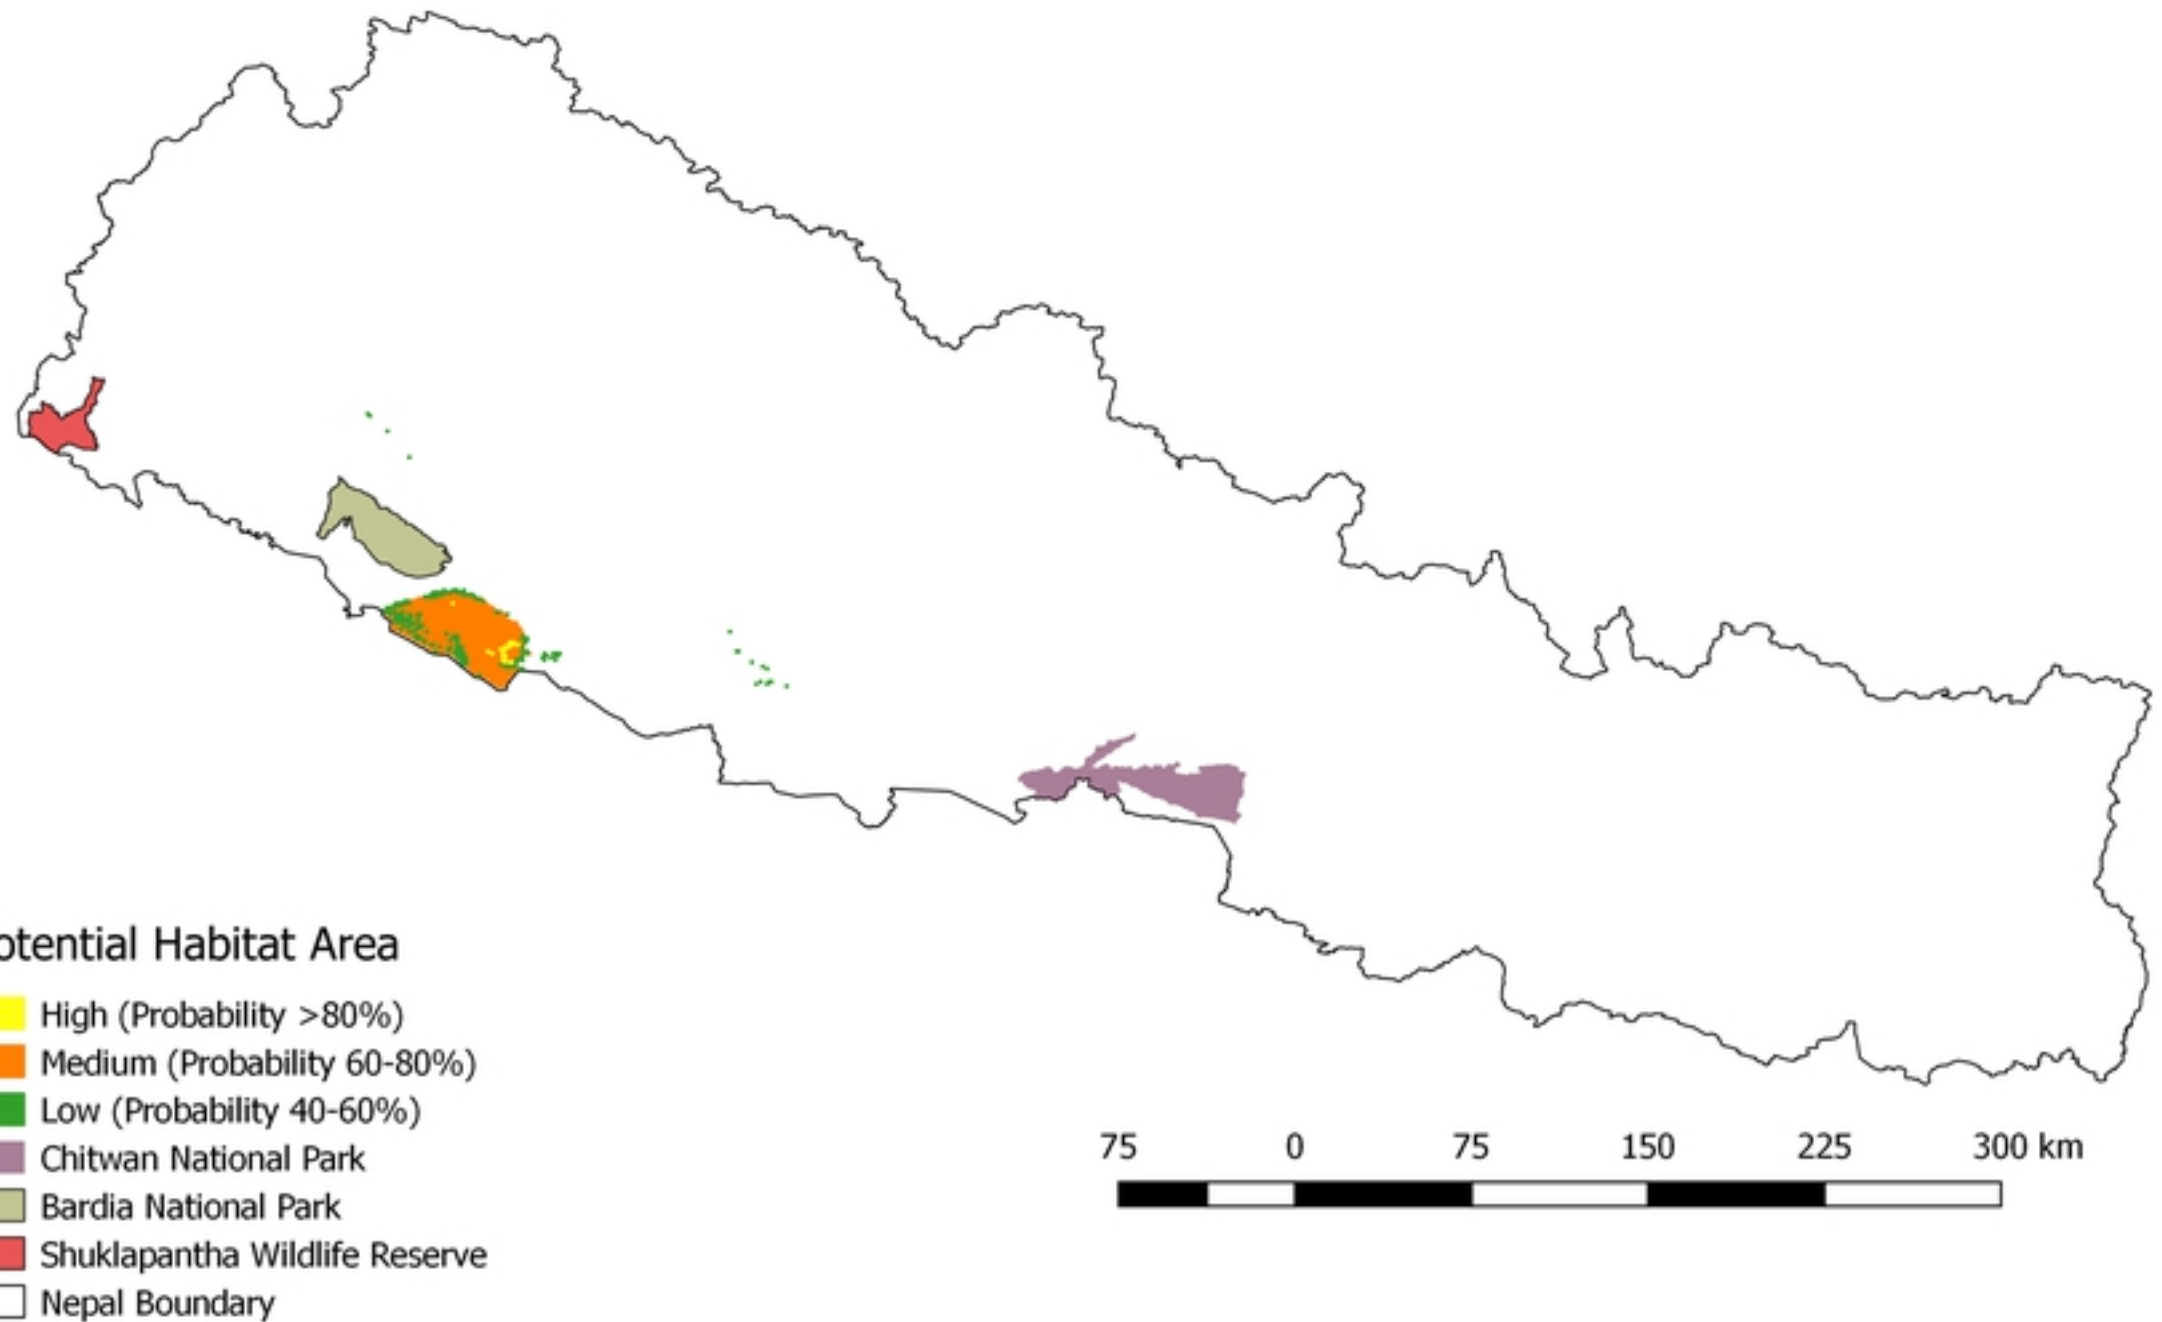 otential Habitat Area
High (Probability >80%)
Medium (Probability 60-80%)
Low (Probability 40-60%)
Chitwan National Park
Bardia National Park
Shuklapantha Wildlife Reserve
Nepal Boundary
75 0 75 150 225 300 km